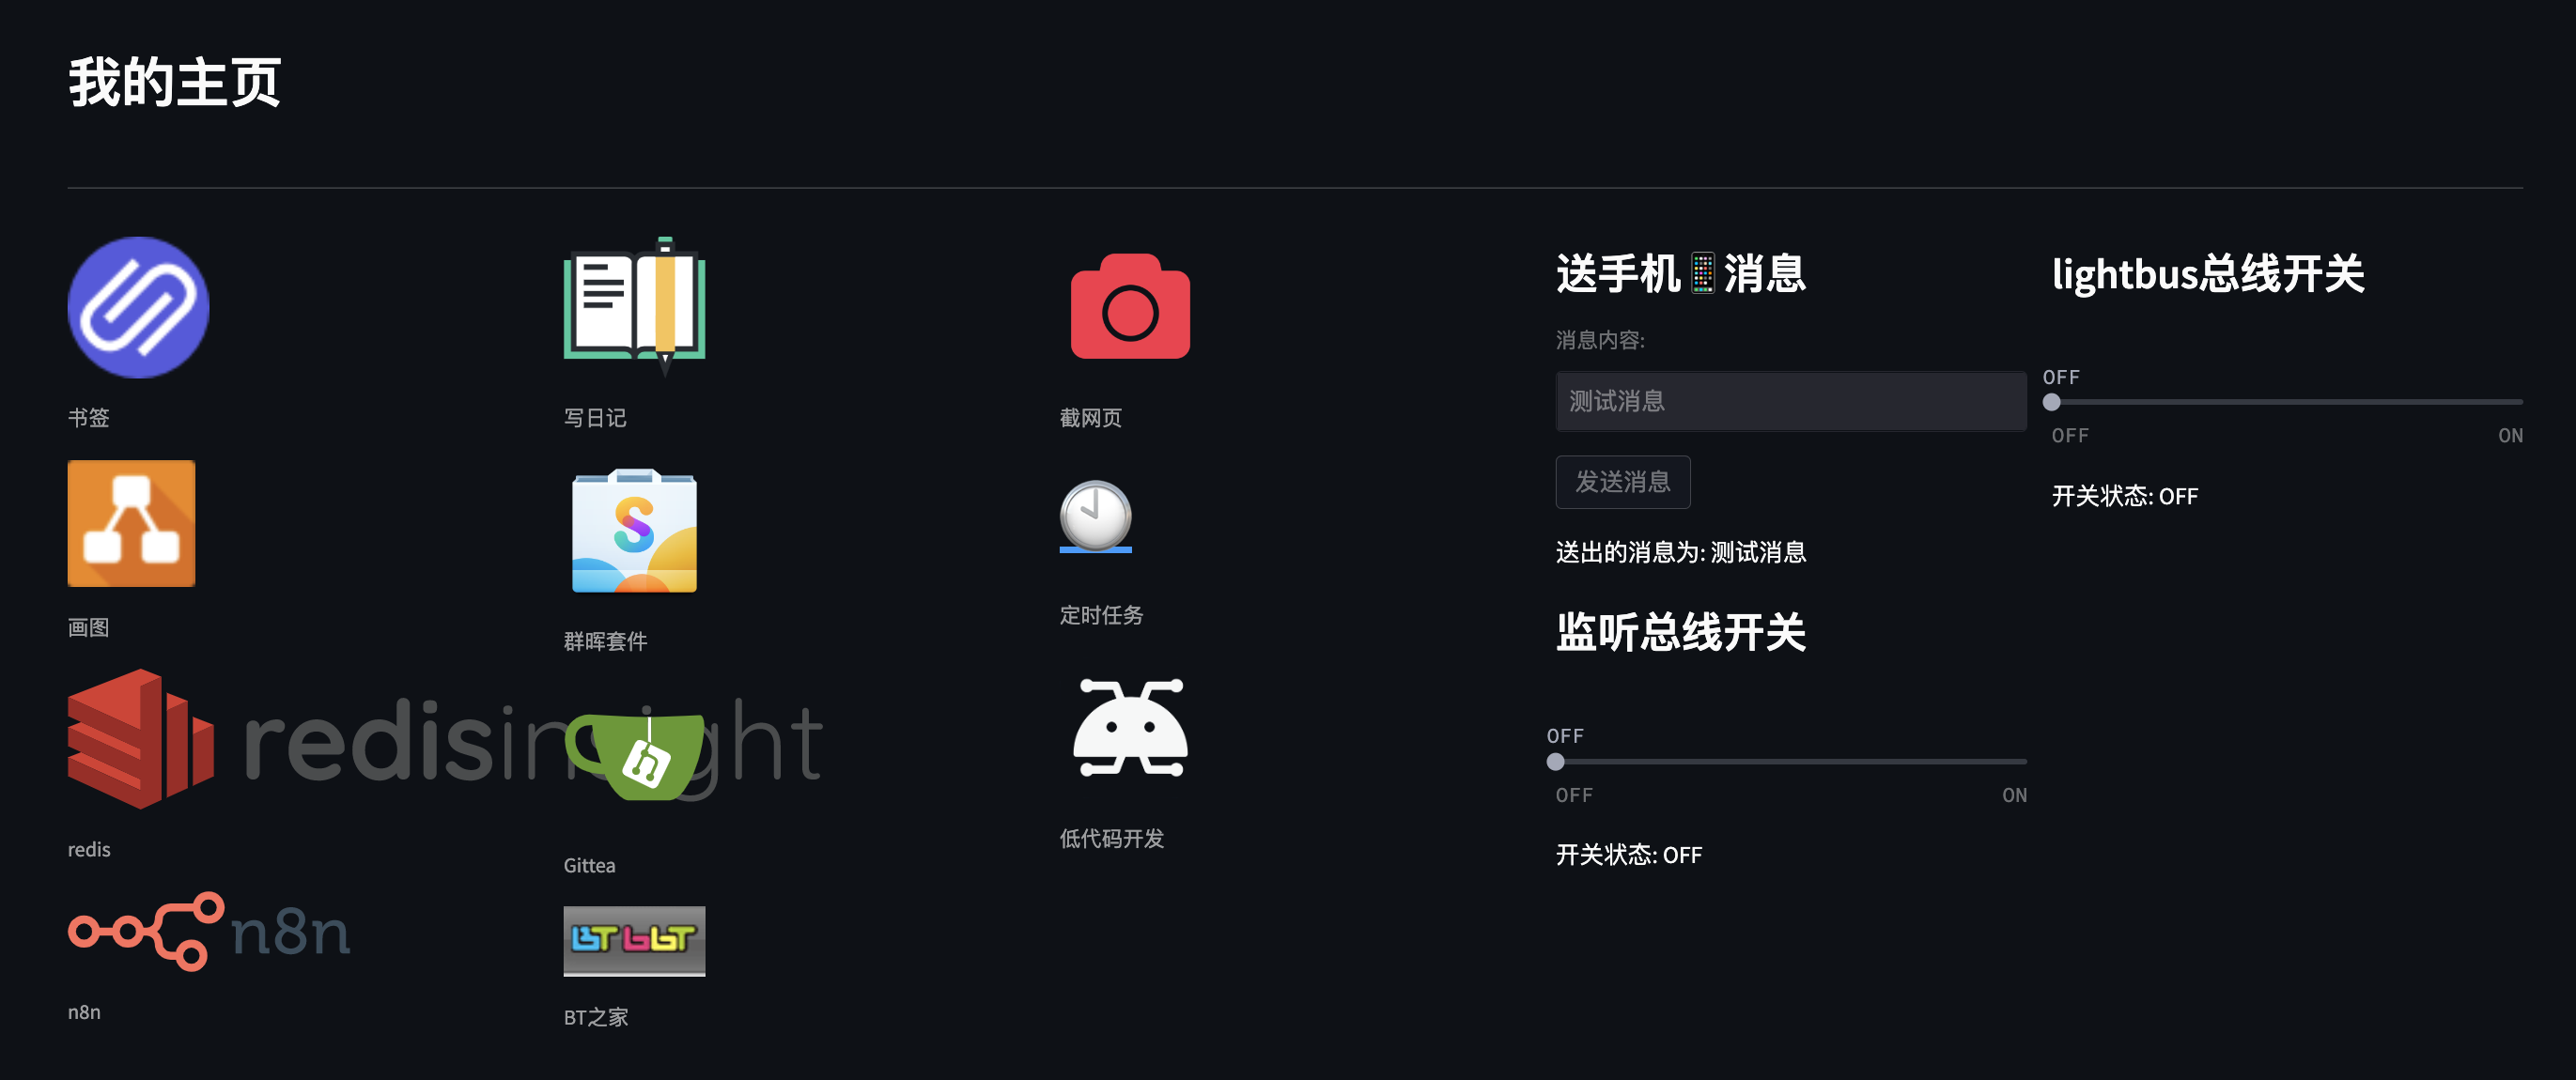 我的主页
书签
写日记
截网页
画图
群晖套件
定时任务
redisinsight
redis
Gittea
低代码开发
n8n
n8n
BT BBT
BT之家
送手机📱消息
消息内容:
测试消息
发送消息
送出的消息为: 测试消息
监听总线开关
OFF
OFF ON
开关状态: OFF
lightbus总线开关
OFF
OFF ON
开关状态: OFF